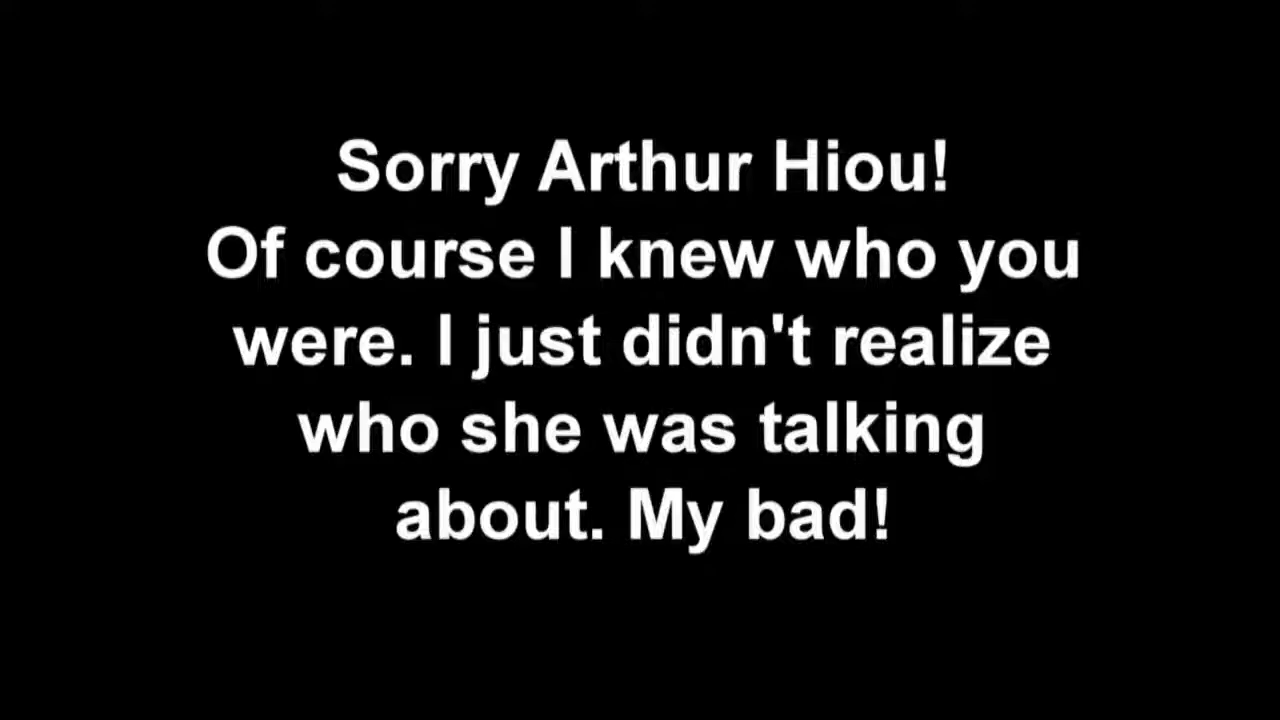 Sorry Arthur Hiou!
Of course I knew who you
were. I just didn't realize
who she was talking
about. My bad!